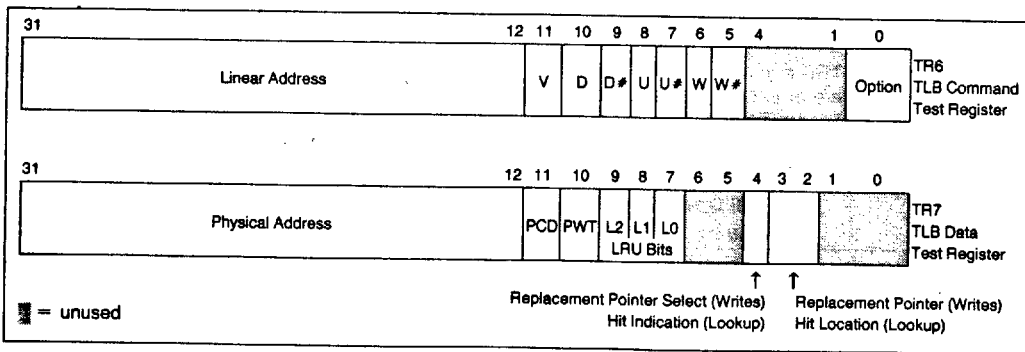 31 12 11 10 9 8 7 6 5 4 1 0
Linear Address V D D# U U# W W# Option
TR6
TLB Command
Test Register
31 12 11 10 9 8 7 6 5 4 3 2 1 0
Physical Address PCD PWT L2 L1 L0
LRU Bits
TR7
TLB Data
Test Register
↑ ↑
Replacement Pointer Select (Writes) Replacement Pointer (Writes)
Hit Indication (Lookup) Hit Location (Lookup)
= unused